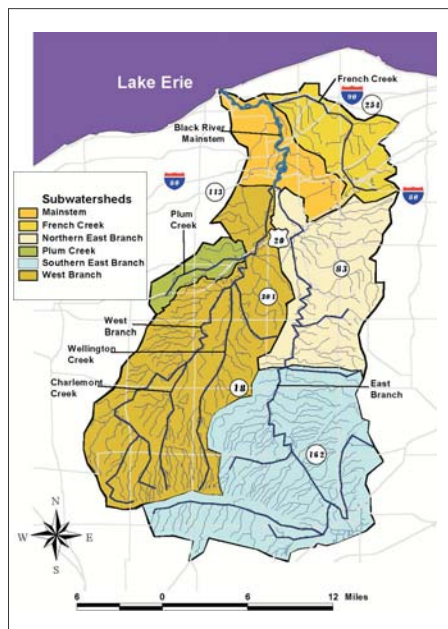 Lake Erie
French Creek
90
254
Black River
Mainstem
80
113
80
Subwatersheds
Mainstem
French Creek
Northern East Branch
Plum Creek
Southern East Branch
West Branch
Plum
Creek
20
83
301
West
Branch
Wellington
Creek
Charlemont
Creek
18
East
Branch
162
N
W E
S
6 0 6 12 Miles